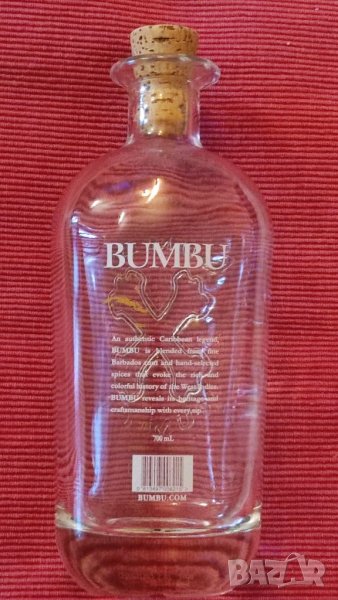 BUMBU
An authentic Caribbean legend,
BUMBU is blended from fine
Barbados rum and hand-selected
spices that evoke the rich and
colorful history of the West Indies.
BUMBU reveals its heritage and
craftsmanship with every sip.
700 mL
BUMBU.COM
BAZAR